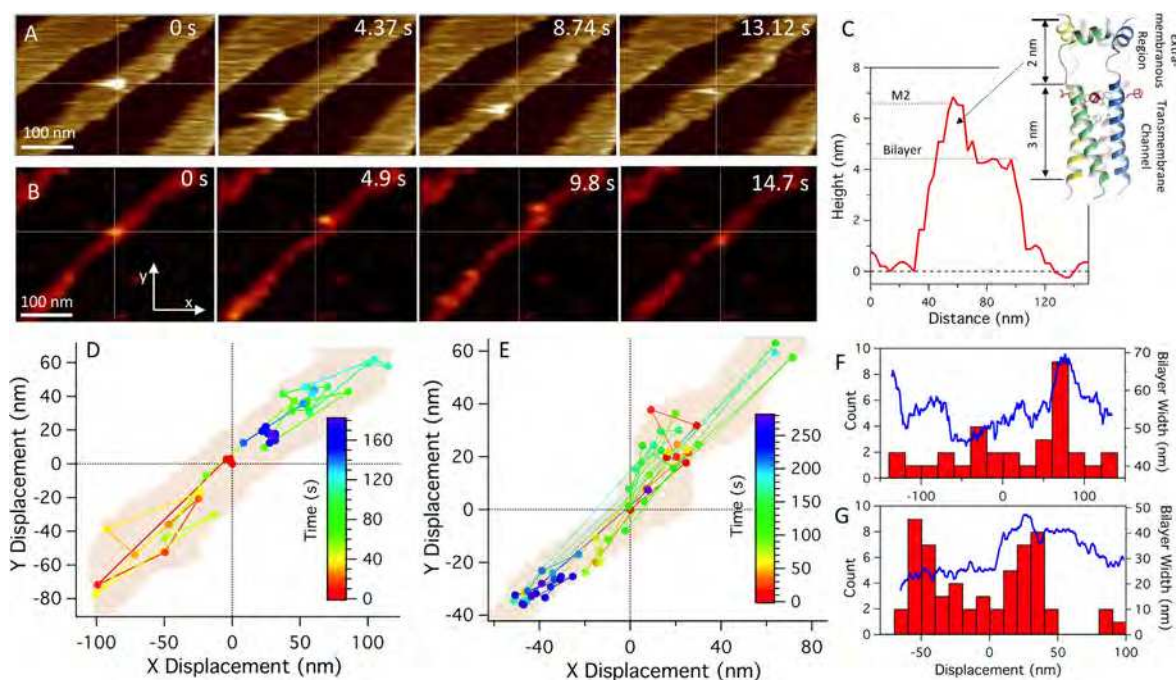 A
0 s
4.37 s
8.74 s
13.12 s
100 nm
B
0 s
4.9 s
9.8 s
14.7 s
y
x
100 nm
C
8
6
4
2
0
Height (nm)
M2
Bilayer
0
40
80
120
Distance (nm)
2 nm
3 nm
Extra-
membranous
Region
Transmembrane
Channel
D
60
40
20
0
-20
-40
-60
-80
Y Displacement (nm)
-100
-50
0
50
100
X Displacement (nm)
160
120
80
40
0
Time (s)
E
60
40
20
0
-20
-40
Y Displacement (nm)
-40
0
40
80
X Displacement (nm)
250
200
150
100
50
0
Time (s)
F
10
8
6
4
2
0
Count
70
60
50
40
Bilayer Width (nm)
-100
0
100
G
10
8
6
4
2
0
Count
50
40
30
20
10
0
Bilayer Width (nm)
-50
0
50
100
Displacement (nm)